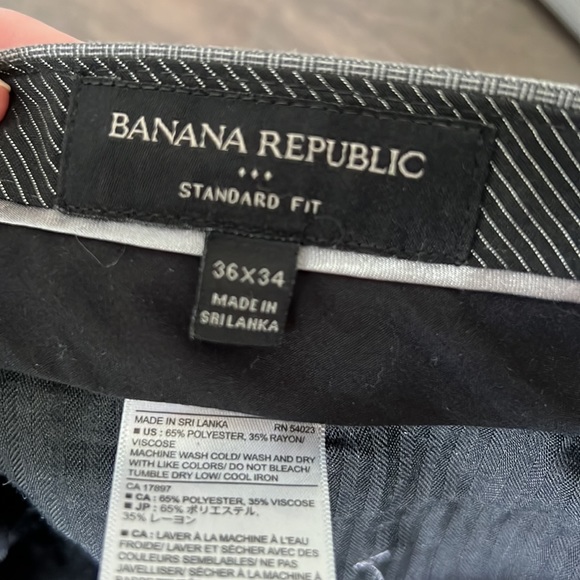 BANANA REPUBLIC
STANDARD FIT
36X34
MADE IN
SRI LANKA
MADE IN SRI LANKA RN 54023
■ US : 65% POLYESTER, 35% RAYON/
VISCOSE
MACHINE WASH COLD/ WASH AND DRY
WITH LIKE COLORS/ DO NOT BLEACH/
TUMBLE DRY LOW/ COOL IRON
CA 17897
■ CA : 65% POLYESTER, 35% VISCOSE
■ JP : 65% ポリエステル,
35% レーヨン
■ CA : LAVER À LA MACHINE À L'EAU
FROIDE/ LAVER ET SÉCHER AVEC DES
COULEURS SEMBLABLES/ NE PAS
JAVELLISER/ SÉCHER À MACHINE À